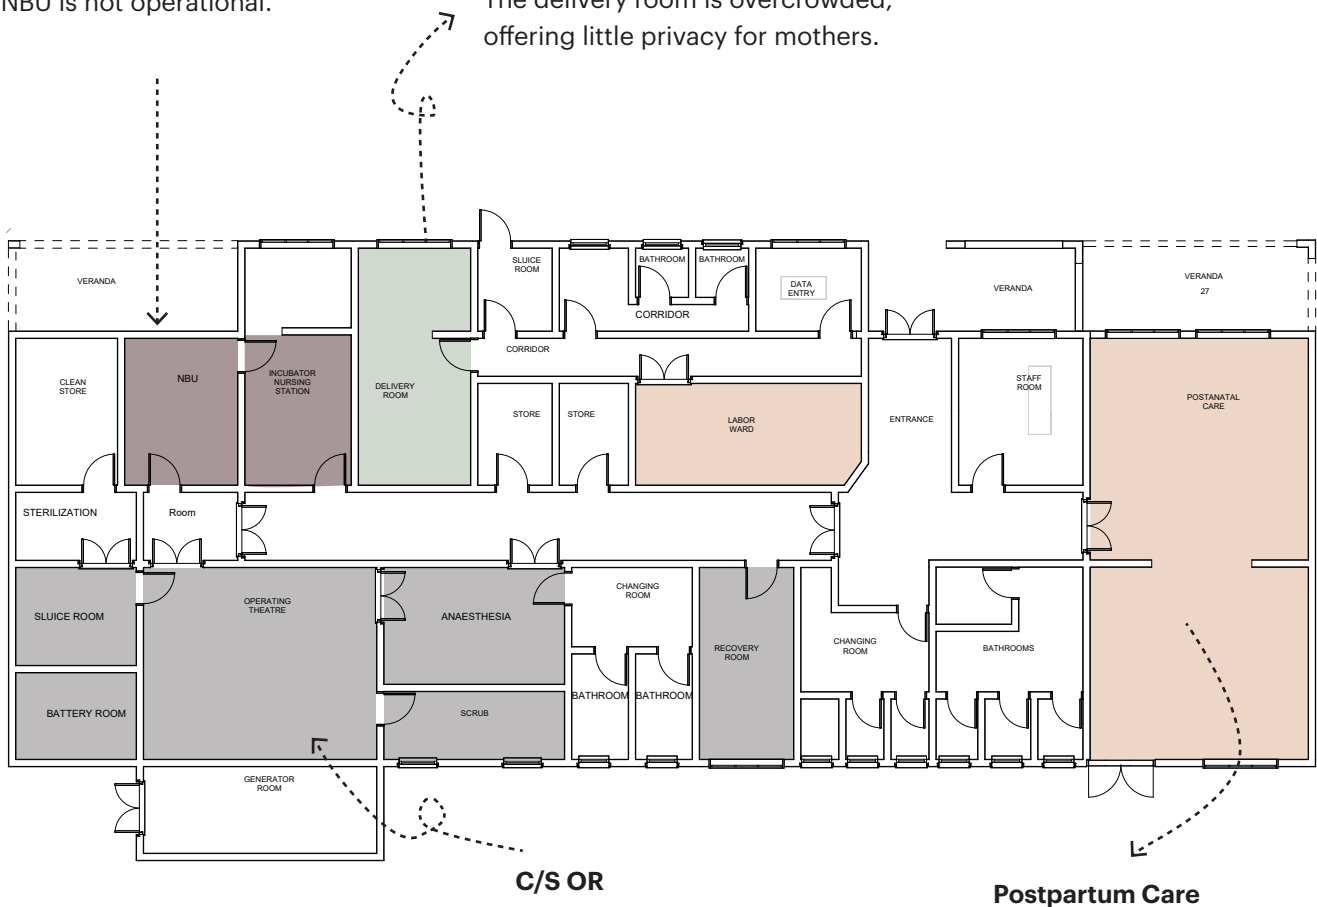 NBU is not operational.
The delivery room is overcrowded,
offering little privacy for mothers.
VERANDA
SLUICE
ROOM
BATHROOM
BATHROOM
DATA
ENTRY
CORRIDOR
VERANDA
VERANDA
27
CORRIDOR
CLEAN
STORE
NBU
INCUBATOR
NURSING
STATION
DELIVERY
ROOM
STORE
STORE
LABOR
WARD
ENTRANCE
STAFF
ROOM
POSTANATAL
CARE
STERILIZATION
Room
SLUICE ROOM
OPERATING
THEATRE
ANAESTHESIA
CHANGING
ROOM
RECOVERY
ROOM
CHANGING
ROOM
BATHROOMS
BATTERY ROOM
SCRUB
BATHROOM
BATHROOM
GENERATOR
ROOM
C/S OR
Postpartum Care